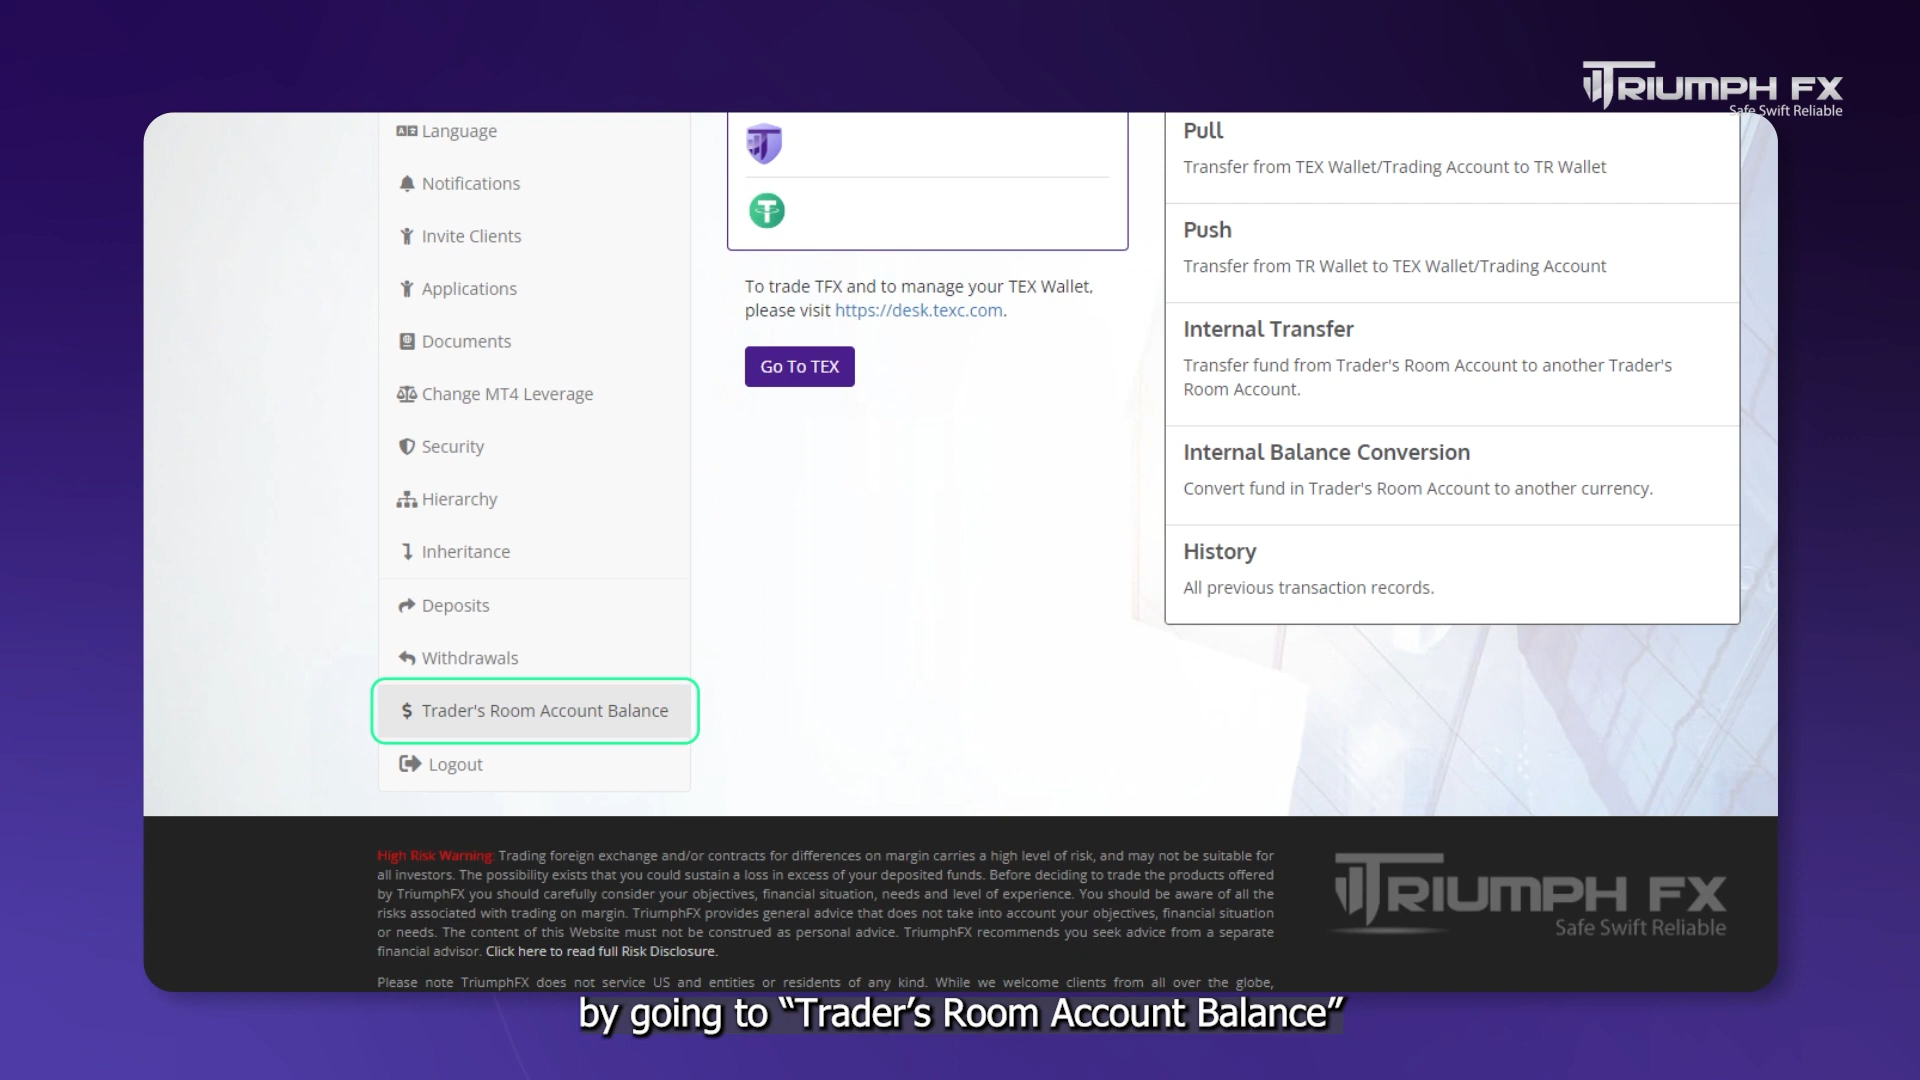 TRIUMPH FX
Safe Swift Reliable
Language
Notifications
Invite Clients
Applications
Documents
Change MT4 Leverage
Security
Hierarchy
Inheritance
Deposits
Withdrawals
$ Trader's Room Account Balance
Logout
To trade TFX and to manage your TEX Wallet,
please visit https://desk.texc.com.
Go To TEX
Pull
Transfer from TEX Wallet/Trading Account to TR Wallet
Push
Transfer from TR Wallet to TEX Wallet/Trading Account
Internal Transfer
Transfer fund from Trader's Room Account to another Trader's
Room Account.
Internal Balance Conversion
Convert fund in Trader's Room Account to another currency.
History
All previous transaction records.
High Risk Warning: Trading foreign exchange and/or contracts for differences on margin carries a high level of risk, and may not be suitable for
all investors. The possibility exists that you could sustain a loss in excess of your deposited funds. Before deciding to trade the products offered
by TriumphFX you should carefully consider your objectives, financial situation, needs and level of experience. You should be aware of all the
risks associated with trading on margin. TriumphFX provides general advice that does not take into account your objectives, financial situation
or needs. The content of this Website must not be construed as personal advice. TriumphFX recommends you seek advice from a separate
financial advisor. Click here to read full Risk Disclosure.
Please note TriumphFX does not service US and entities or residents of any kind. While we welcome clients from all over the globe,
TRIUMPH FX
Safe Swift Reliable
by going to “Trader’s Room Account Balance”